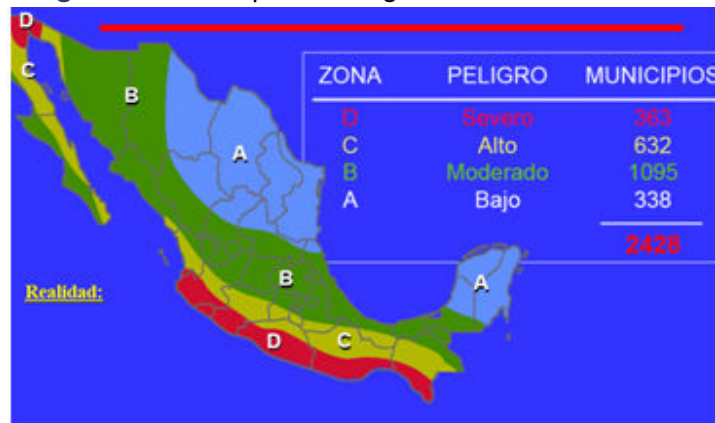 D
C
B
A
B
A
D
C
ZONA PELIGRO MUNICIPIOS
D Severo 363
C Alto 632
B Moderado 1095
A Bajo 338
2428
Realidad: